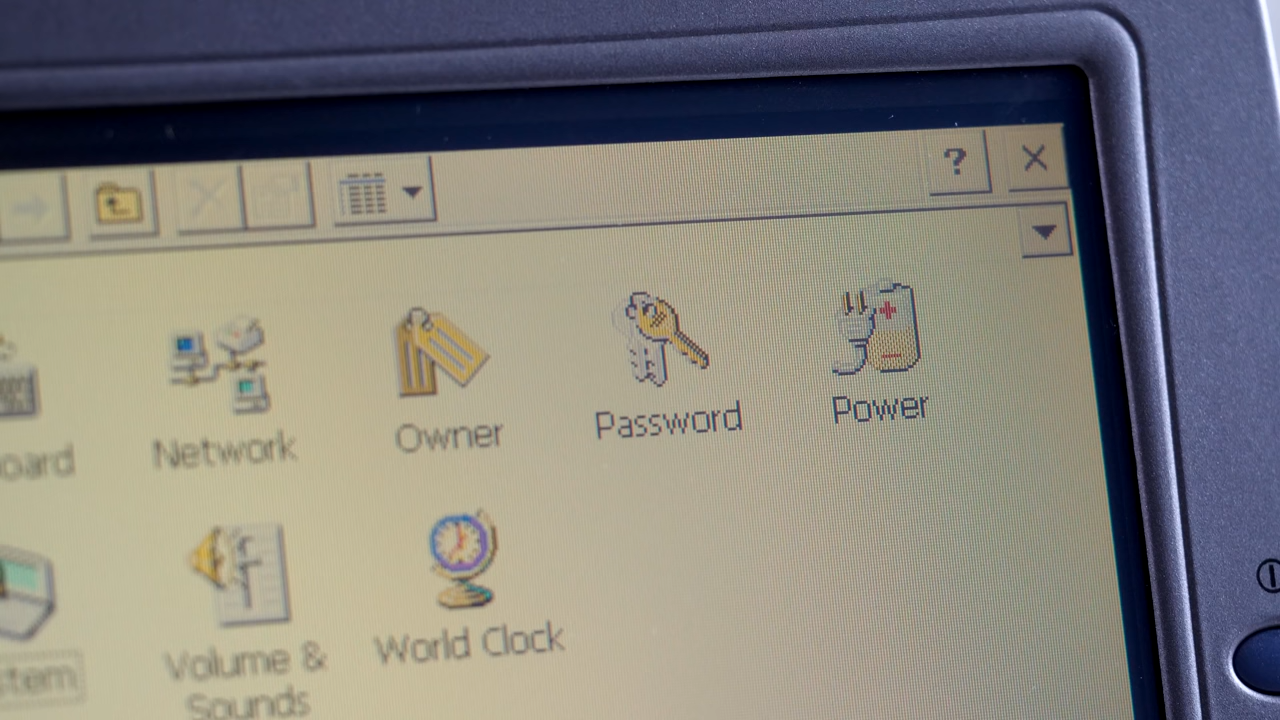 ?
oard
Network
Owner
Password
Power
stem
Volume &
Sounds
World Clock